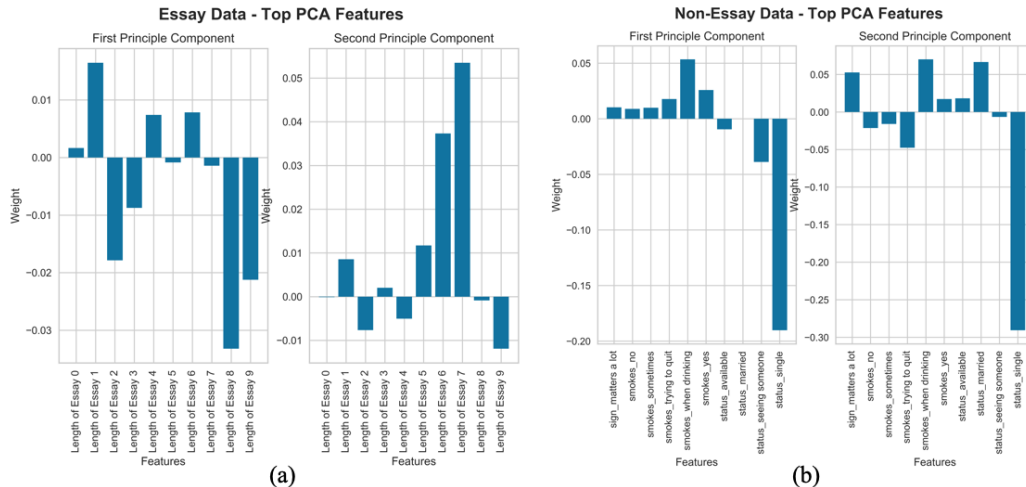 Essay Data - Top PCA Features
First Principle Component
Second Principle Component
0.01
0.00
−0.01
−0.02
−0.03
Weight
Length of Essay 0
Length of Essay 1
Length of Essay 2
Length of Essay 3
Length of Essay 4
Length of Essay 5
Length of Essay 6
Length of Essay 7
Length of Essay 8
Length of Essay 9
Features
0.05
0.04
0.03
0.02
0.01
0.00
−0.01
Weight
Length of Essay 0
Length of Essay 1
Length of Essay 2
Length of Essay 3
Length of Essay 4
Length of Essay 5
Length of Essay 6
Length of Essay 7
Length of Essay 8
Length of Essay 9
Features
(a)
Non-Essay Data - Top PCA Features
First Principle Component
Second Principle Component
0.05
0.00
−0.05
−0.10
−0.15
−0.20
Weight
sign_matters a lot
smokes_no
smokes_sometimes
smokes_trying to quit
smokes_when drinking
smokes_yes
status_available
status_married
status_seeing someone
status_single
Features
0.05
0.00
−0.05
−0.10
−0.15
−0.20
−0.25
−0.30
Weight
sign_matters a lot
smokes_no
smokes_sometimes
smokes_trying to quit
smokes_when drinking
smokes_yes
status_available
status_married
status_seeing someone
status_single
Features
(b)